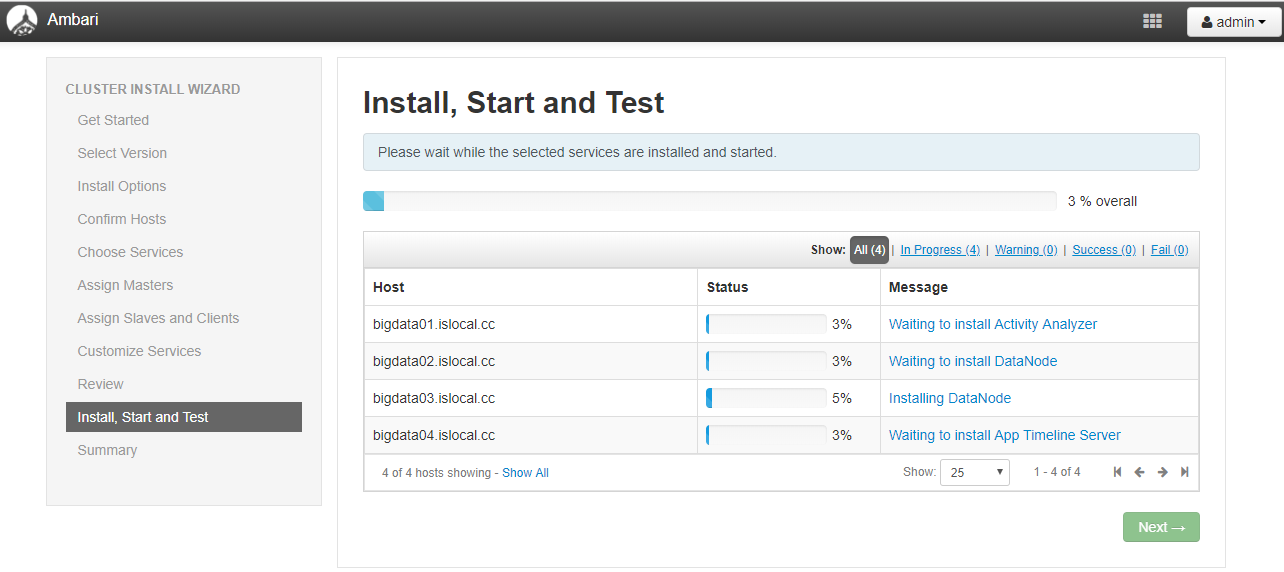 Ambari
admin
CLUSTER INSTALL WIZARD
Get Started
Select Version
Install Options
Confirm Hosts
Choose Services
Assign Masters
Assign Slaves and Clients
Customize Services
Review
Install, Start and Test
Summary
Install, Start and Test
Please wait while the selected services are installed and started.
3 % overall
Show: All (4) | In Progress (4) | Warning (0) | Success (0) | Fail (0)
Host Status Message
bigdata01.islocal.cc 3% Waiting to install Activity Analyzer
bigdata02.islocal.cc 3% Waiting to install DataNode
bigdata03.islocal.cc 5% Installing DataNode
bigdata04.islocal.cc 3% Waiting to install App Timeline Server
4 of 4 hosts showing - Show All Show: 25 1 - 4 of 4
Next →